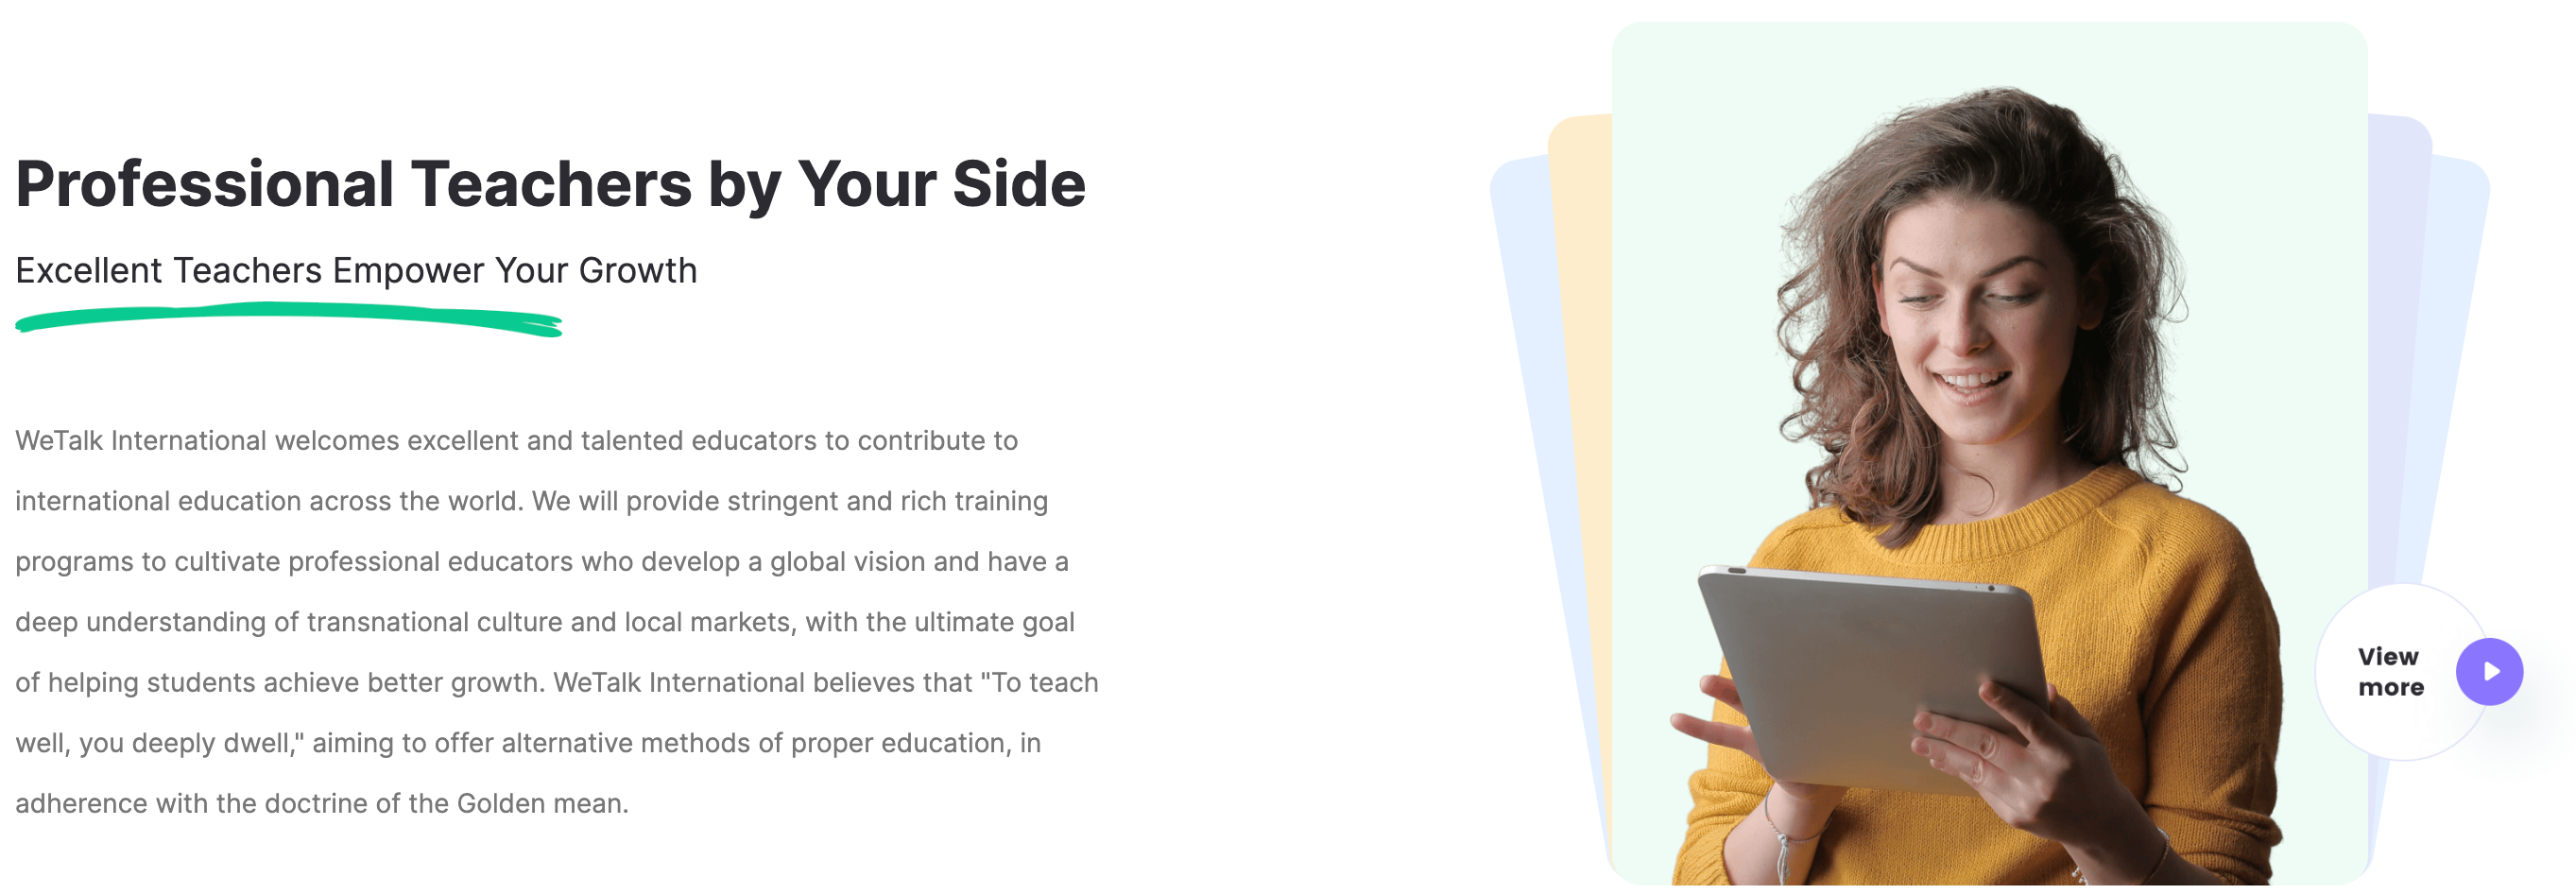 Professional Teachers by Your Side
Excellent Teachers Empower Your Growth
WeTalk International welcomes excellent and talented educators to contribute to
international education across the world. We will provide stringent and rich training
programs to cultivate professional educators who develop a global vision and have a
deep understanding of transnational culture and local markets, with the ultimate goal
of helping students achieve better growth. WeTalk International believes that "To teach
well, you deeply dwell," aiming to offer alternative methods of proper education, in
adherence with the doctrine of the Golden mean.
View
more